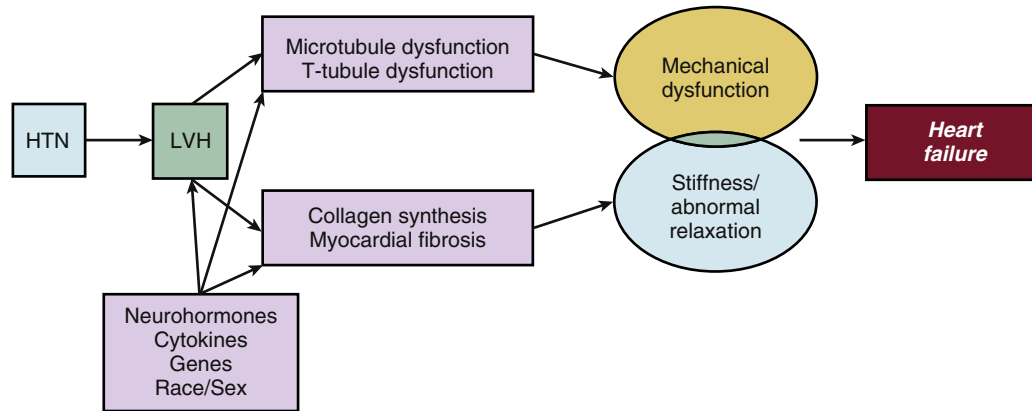 HTN
LVH
Microtubule dysfunction
T-tubule dysfunction
Collagen synthesis
Myocardial fibrosis
Neurohormones
Cytokines
Genes
Race/Sex
Mechanical
dysfunction
Stiffness/
abnormal
relaxation
Heart
failure